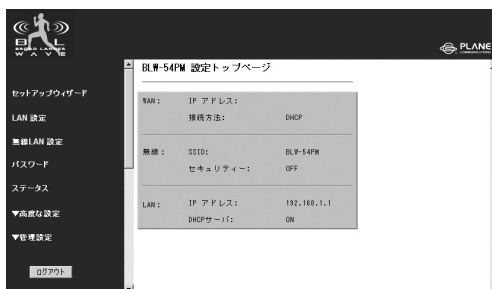 BROAD LANNER
WAVE
PLANE
BLW-54PM 設定トップページ
セットアップウィザード
LAN 設定
無線LAN 設定
パスワード
ステータス
▼高度な設定
▼管理設定
ログアウト
WAN: IP アドレス:
接続方法: DHCP
無線: SSID: BLW-54PM
セキュリティー: OFF
LAN: IP アドレス: 192.168.1.1
DHCPサーバ: ON